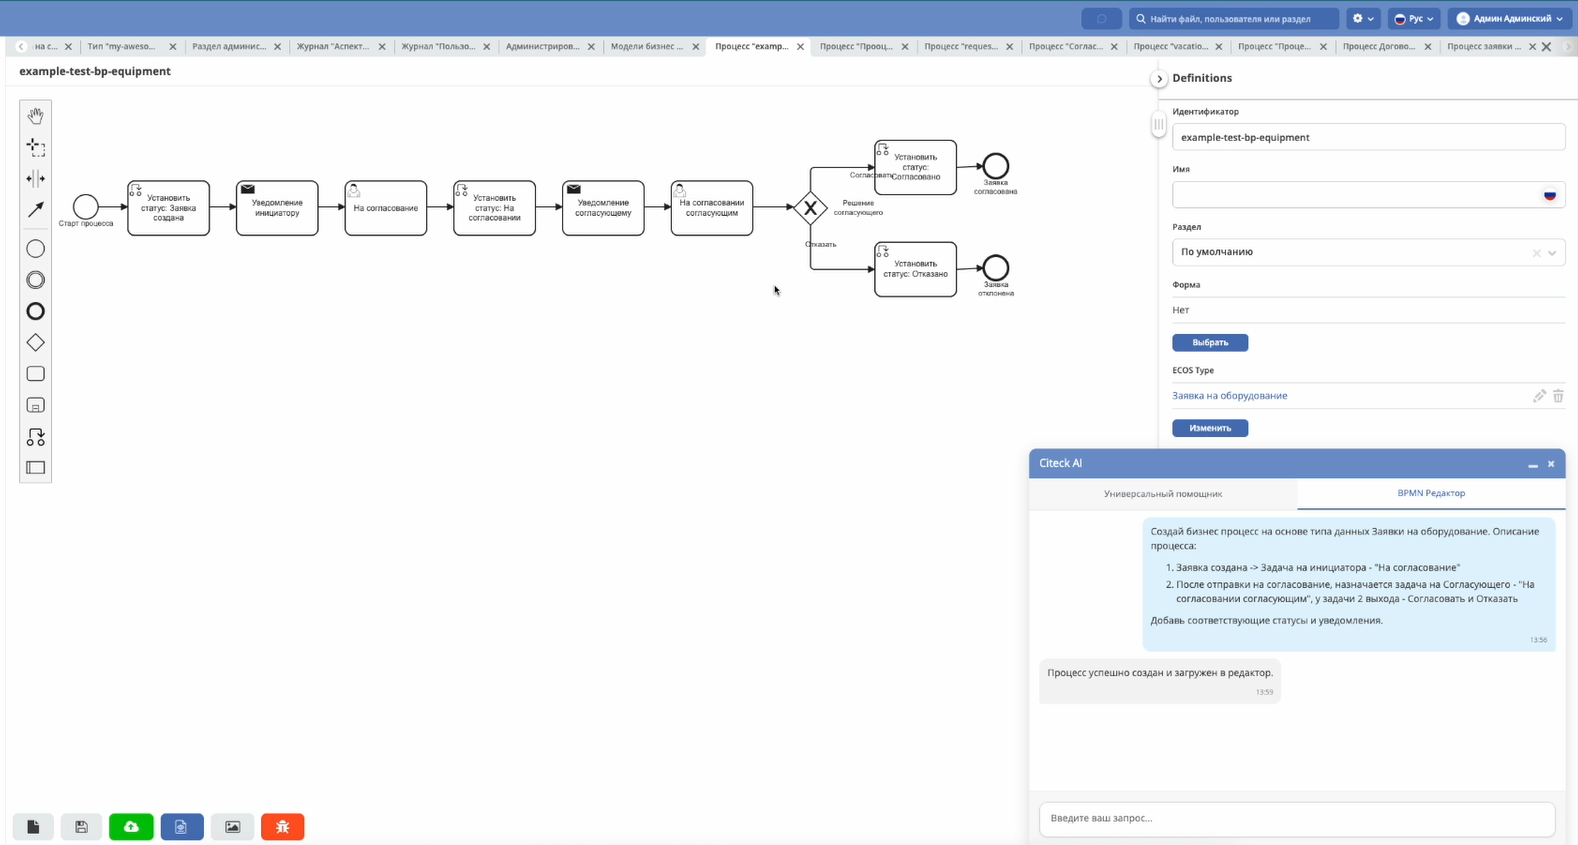 Найти файл, пользователя или раздел
Рус
Админ Админский
на с...
Тип "my-aweso...
Раздел админис...
Журнал "Аспект...
Журнал "Пользо...
Администриров...
Модели бизнес ...
Процесс "examp...
Процесс "Прооц...
Процесс "reques...
Процесс "Соглас...
Процесс "vacatio...
Процесс "Проце...
Процесс Догово...
Процесс заявки ...
example-test-bp-equipment
Старт процесса
Установить
статус: Заявка
создана
Уведомление
инициатору
На согласование
Установить
статус: На
согласовании
Уведомление
согласующему
На согласовании
согласующим
Решение
согласующего
Согласовать
Установить
статус:
Согласовано
Заявка
согласована
Отказать
Установить
статус: Отказано
Заявка
отклонена
Definitions
Идентификатор
example-test-bp-equipment
Имя
Раздел
По умолчанию
Форма
Нет
Выбрать
ECOS Type
Заявка на оборудование
Изменить
Citeck AI
Универсальный помощник
BPMN Редактор
Создай бизнес процесс на основе типа данных Заявки на оборудование. Описание
процесса:
1. Заявка создана -> Задача на инициатора - "На согласование"
2. После отправки на согласование, назначается задача на Согласующего - "На
согласовании согласующим", у задачи 2 выхода - Согласовать и Отказать
Добавь соответствующие статусы и уведомления.
13:56
Процесс успешно создан и загружен в редактор.
13:59
Введите ваш запрос...